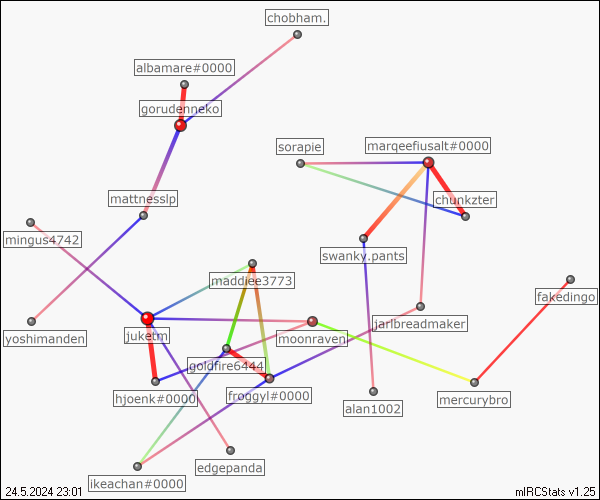 chobham.
albamare#0000
gorudenneko
sorapie
marqeefiusalt#0000
mattnesslp
chunkzter
mingus4742
swanky.pants
maddiee3773
fakedingo
yoshimanden
juketm
moonraven
jarlbreadmaker
goldfire6444
hjoenk#0000
froggyl#0000
alan1002
mercurybro
edgepanda
ikeachan#0000
24.5.2024 23:01
mIRCStats v1.25